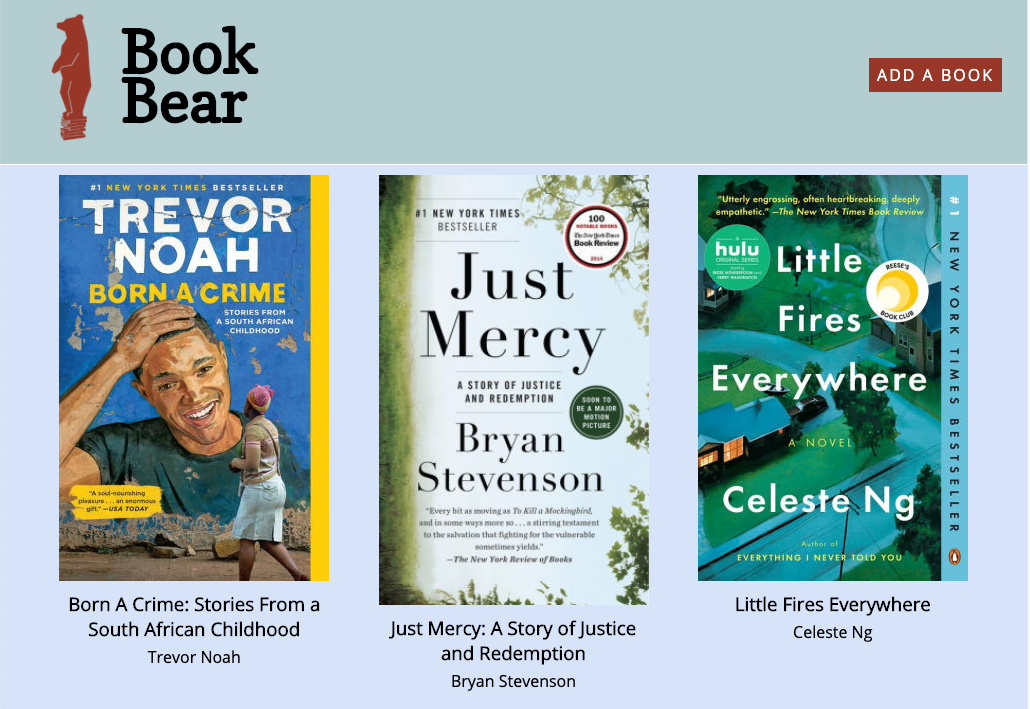 Book
Bear
ADD A BOOK
#1 NEW YORK TIMES BESTSELLER
TREVOR
NOAH
BORN A CRIME
STORIES FROM
A SOUTH AFRICAN
CHILDHOOD
"A soul-nourishing
pleasure . . . an enormous
gift." —USA TODAY
Born A Crime: Stories From a
South African Childhood
Trevor Noah
#1 NEW YORK TIMES
BESTSELLER
100
NOTABLE BOOKS
The New York Times
Book Review
2014
Just
Mercy
A STORY OF JUSTICE
AND REDEMPTION
SOON TO
BE A MAJOR
MOTION
PICTURE
Bryan
Stevenson
"Every bit as moving as To Kill a Mockingbird,
and in some ways more so . . . a stirring testament
to the salvation that fighting for the vulnerable
sometimes yields."
—The New York Review of Books
Just Mercy: A Story of Justice
and Redemption
Bryan Stevenson
"Utterly engrossing, often heartbreaking, deeply
empathetic." —The New York Times Book Review
A
hulu
ORIGINAL SERIES
Little
REESE'S
BOOK CLUB
Fires
Everywhere
A NOVEL
Celeste Ng
Author of
EVERYTHING I NEVER TOLD YOU
#1 NEW YORK TIMES BESTSELLER
Little Fires Everywhere
Celeste Ng